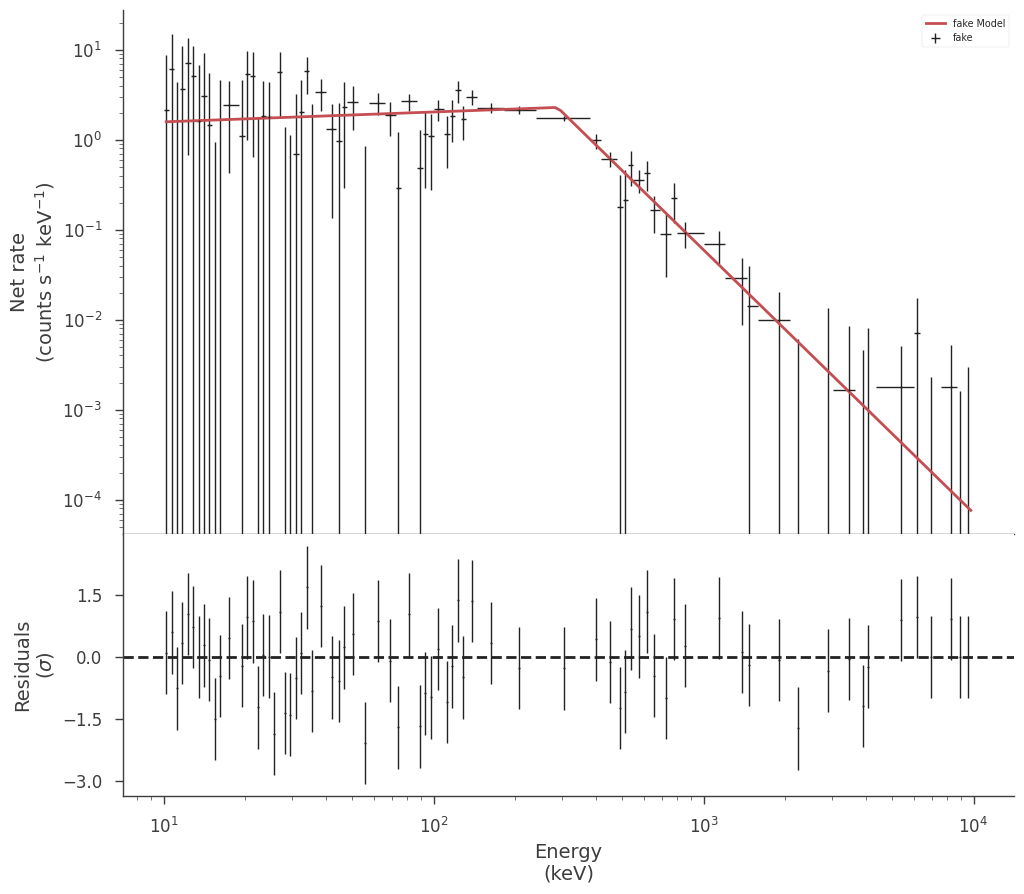 fake Model
fake
10¹
10⁰
10⁻¹
10⁻²
10⁻³
10⁻⁴
Net rate
(counts s⁻¹ keV⁻¹)
1.5
0.0
−1.5
−3.0
Residuals
(σ)
10¹
10²
10³
10⁴
Energy
(keV)